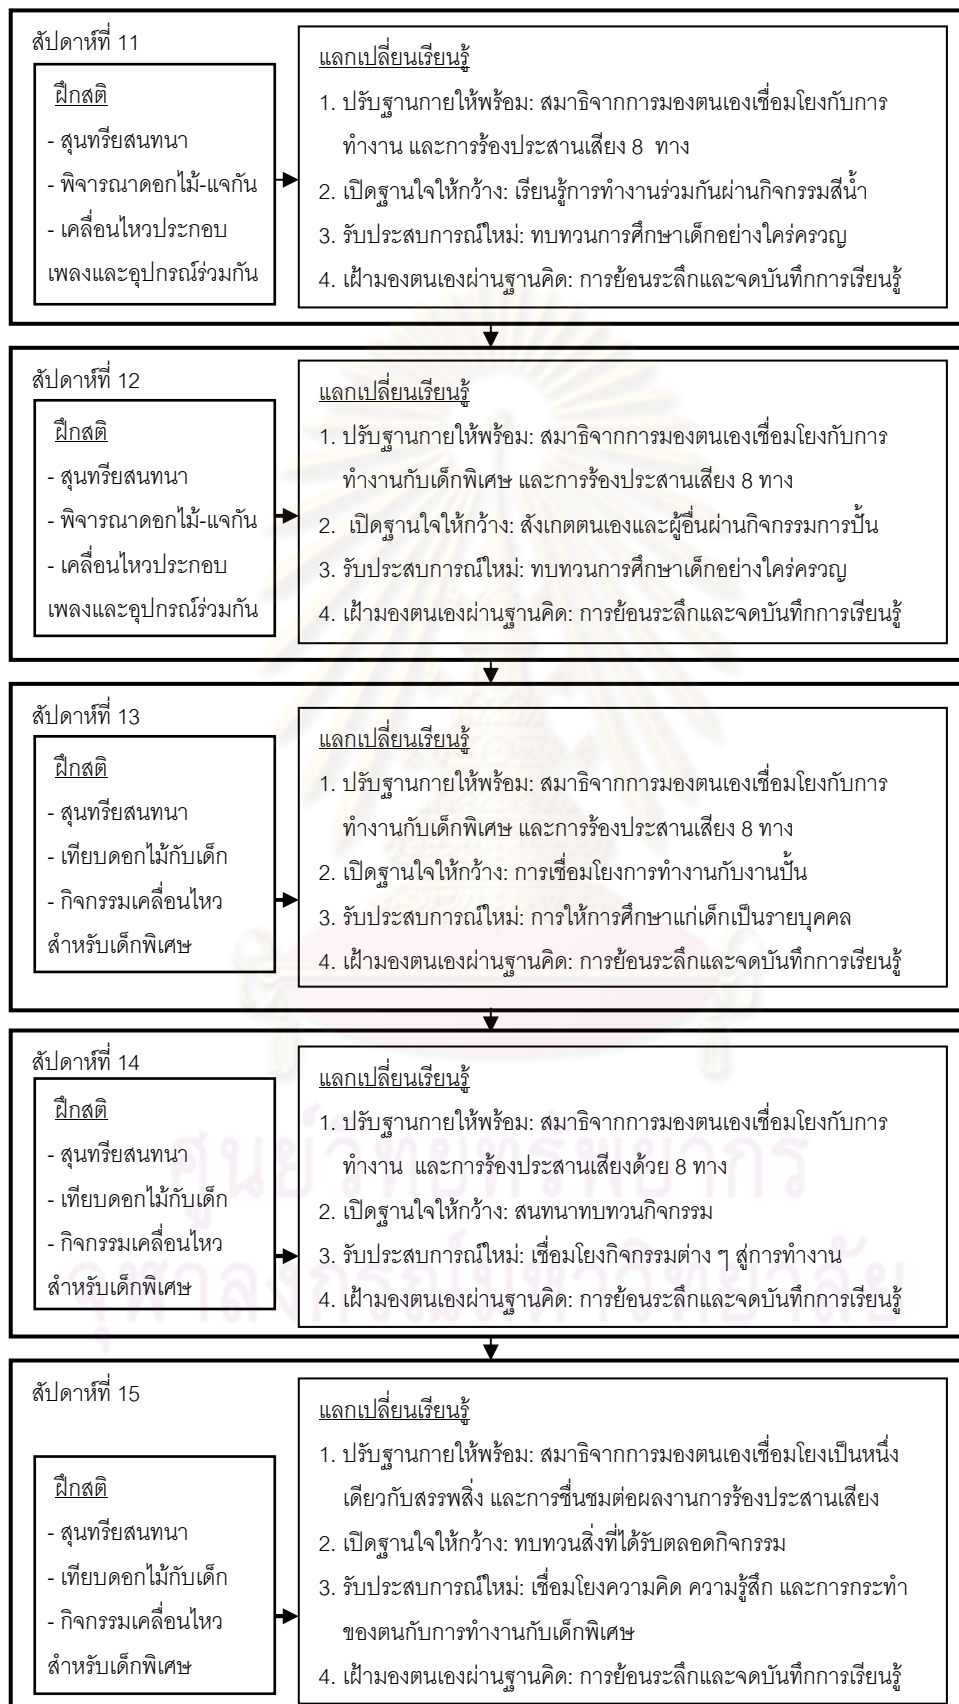 สัปดาห์ที่ 11
ฝึกสติ
- สุนทรียสนทนา
- พิจารณาดอกไม้-แจกัน
- เคลื่อนไหวประกอบ
เพลงและอุปกรณ์ร่วมกัน
แลกเปลี่ยนเรียนรู้
1. ปรับฐานกายให้พร้อม: สมาธิจากการมองตนเองเชื่อมโยงกับการ
ทำงาน และการร้องประสานเสียง 8 ทาง
2. เปิดฐานใจให้กว้าง: เรียนรู้การทำงานร่วมกันผ่านกิจกรรมสีน้ำ
3. รับประสบการณ์ใหม่: ทบทวนการศึกษาเด็กอย่างใคร่ครวญ
4. เฝ้ามองตนเองผ่านฐานคิด: การย้อนระลึกและจดบันทึกการเรียนรู้
สัปดาห์ที่ 12
ฝึกสติ
- สุนทรียสนทนา
- พิจารณาดอกไม้-แจกัน
- เคลื่อนไหวประกอบ
เพลงและอุปกรณ์ร่วมกัน
แลกเปลี่ยนเรียนรู้
1. ปรับฐานกายให้พร้อม: สมาธิจากการมองตนเองเชื่อมโยงกับการ
ทำงานกับเด็กพิเศษ และการร้องประสานเสียง 8 ทาง
2. เปิดฐานใจให้กว้าง: สังเกตตนเองและผู้อื่นผ่านกิจกรรมการปั้น
3. รับประสบการณ์ใหม่: ทบทวนการศึกษาเด็กอย่างใคร่ครวญ
4. เฝ้ามองตนเองผ่านฐานคิด: การย้อนระลึกและจดบันทึกการเรียนรู้
สัปดาห์ที่ 13
ฝึกสติ
- สุนทรียสนทนา
- เทียบดอกไม้กับเด็ก
- กิจกรรมเคลื่อนไหว
สำหรับเด็กพิเศษ
แลกเปลี่ยนเรียนรู้
1. ปรับฐานกายให้พร้อม: สมาธิจากการมองตนเองเชื่อมโยงกับการ
ทำงานกับเด็กพิเศษ และการร้องประสานเสียง 8 ทาง
2. เปิดฐานใจให้กว้าง: การเชื่อมโยงการทำงานกับงานปั้น
3. รับประสบการณ์ใหม่: การให้การศึกษาแก่เด็กเป็นรายบุคคล
4. เฝ้ามองตนเองผ่านฐานคิด: การย้อนระลึกและจดบันทึกการเรียนรู้
สัปดาห์ที่ 14
ฝึกสติ
- สุนทรียสนทนา
- เทียบดอกไม้กับเด็ก
- กิจกรรมเคลื่อนไหว
สำหรับเด็กพิเศษ
แลกเปลี่ยนเรียนรู้
1. ปรับฐานกายให้พร้อม: สมาธิจากการมองตนเองเชื่อมโยงกับการ
ทำงาน และการร้องประสานเสียงด้วย 8 ทาง
2. เปิดฐานใจให้กว้าง: สนทนาทบทวนกิจกรรม
3. รับประสบการณ์ใหม่: เชื่อมโยงกิจกรรมต่าง ๆ สู่การทำงาน
4. เฝ้ามองตนเองผ่านฐานคิด: การย้อนระลึกและจดบันทึกการเรียนรู้
ศูนย์วิทยทรัพยากร
จุฬาลงกรณ์มหาวิทยาลัย
สัปดาห์ที่ 15
ฝึกสติ
- สุนทรียสนทนา
- เทียบดอกไม้กับเด็ก
- กิจกรรมเคลื่อนไหว
สำหรับเด็กพิเศษ
แลกเปลี่ยนเรียนรู้
1. ปรับฐานกายให้พร้อม: สมาธิจากการมองตนเองเชื่อมโยงเป็นหนึ่ง
เดียวกับสรรพสิ่ง และการชื่นชมต่อผลงานการร้องประสานเสียง
2. เปิดฐานใจให้กว้าง: ทบทวนสิ่งที่ได้รับตลอดกิจกรรม
3. รับประสบการณ์ใหม่: เชื่อมโยงความคิด ความรู้สึก และการกระทำ
ของตนกับการทำงานกับเด็กพิเศษ
4. เฝ้ามองตนเองผ่านฐานคิด: การย้อนระลึกและจดบันทึกการเรียนรู้